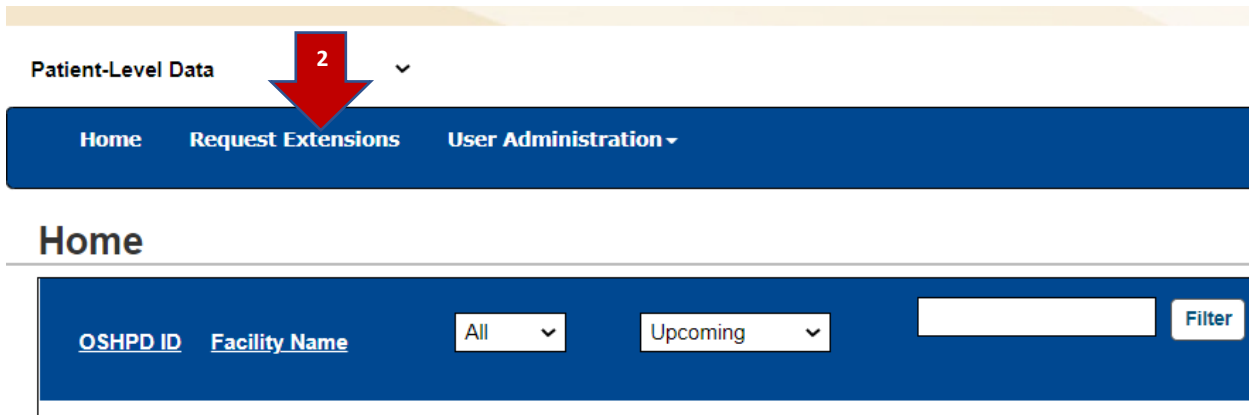 2
Patient-Level Data
Home Request Extensions User Administration
Home
OSHPD ID Facility Name All Upcoming Filter